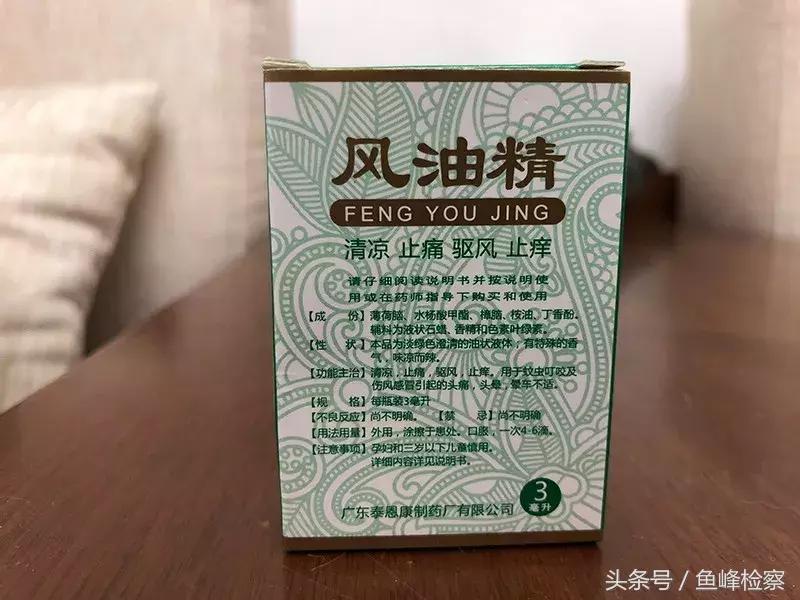 风油精
FENG YOU JING
清凉 止痛 驱风 止痒
请仔细阅读说明书并按说明使
用或在药师指导下购买和使用
【成 份】薄荷脑、水杨酸甲酯、樟脑、桉油、丁香酚。
辅料为液状石蜡、香精和色素叶绿素。
【性 状】本品为淡绿色澄清的油状液体；有特殊的香
气，味凉而辣。
【功能主治】清凉，止痛，驱风，止痒。用于蚊虫叮咬及
伤风感冒引起的头痛，头晕，晕车不适。
【规 格】每瓶装3毫升
【不良反应】尚不明确。 【禁 忌】尚不明确
【用法用量】外用，涂擦于患处。口服，一次4-6滴。
【注意事项】孕妇和三岁以下儿童慎用。
详细内容详见说明书。
3
毫升
广东泰恩康制药厂有限公司
头条号 / 鱼峰检察